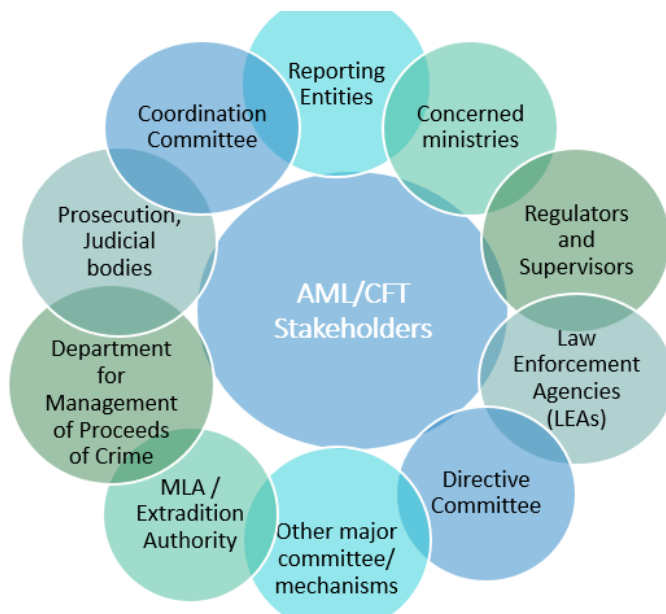 Reporting
Entities
Concerned
ministries
Regulators
and
Supervisors
Law
Enforcement
Agencies
(LEAs)
Directive
Committee
Other major
committee/
mechanisms
MLA /
Extradition
Authority
Department
for
Management
of Proceeds
of Crime
Prosecution,
Judicial
bodies
Coordination
Committee
AML/CFT
Stakeholders